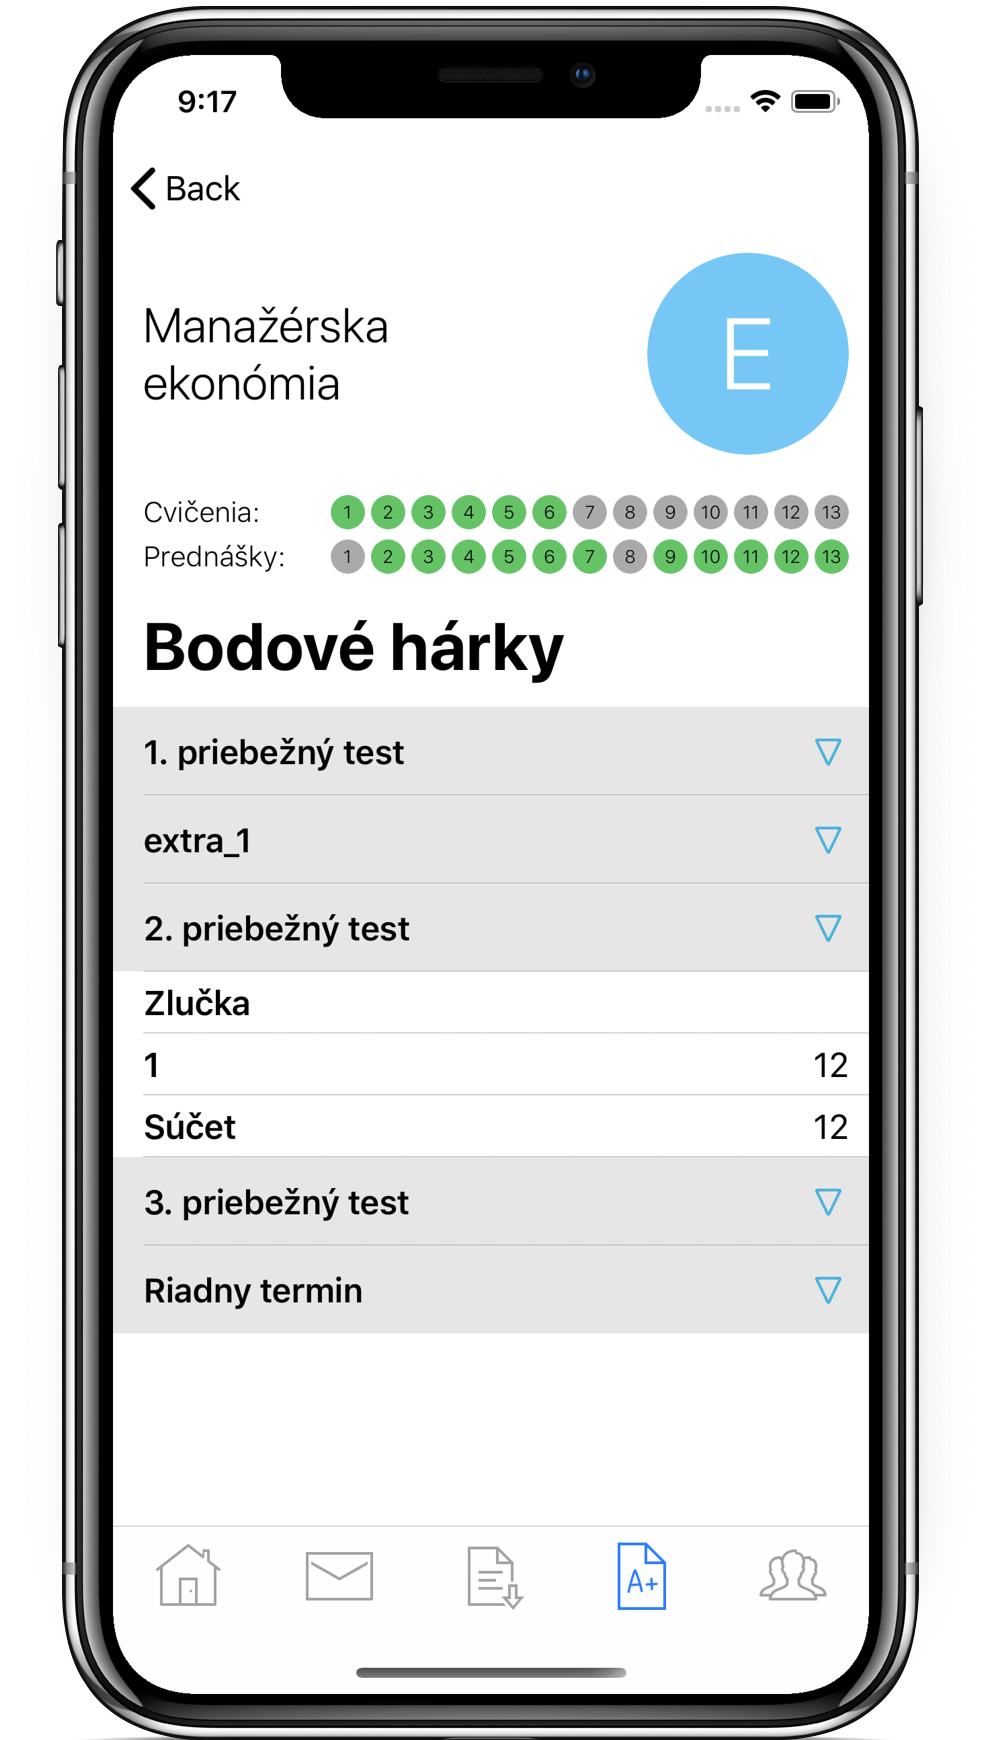 9:17
Back
Manažérska
ekonómia
E
Cvičenia: 1 2 3 4 5 6 7 8 9 10 11 12 13
Prednášky: 1 2 3 4 5 6 7 8 9 10 11 12 13
Bodové hárky
1. priebežný test
extra_1
2. priebežný test
Zlučka
1 12
Súčet 12
3. priebežný test
Riadny termin
A+